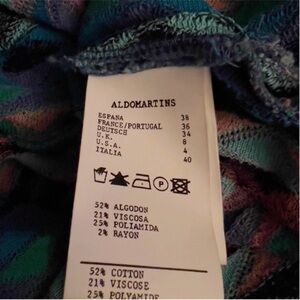 ALDOMARTINS
ESPANA 38
FRANCE/PORTUGAL 36
DEUTSCH 34
U.K. 8
U.S.A. 4
ITALIA 40
P
52% ALGODON
21% VISCOSA
25% POLIAMIDA
2% RAYON
52% COTTON
21% VISCOSE
25% POLYAMIDE